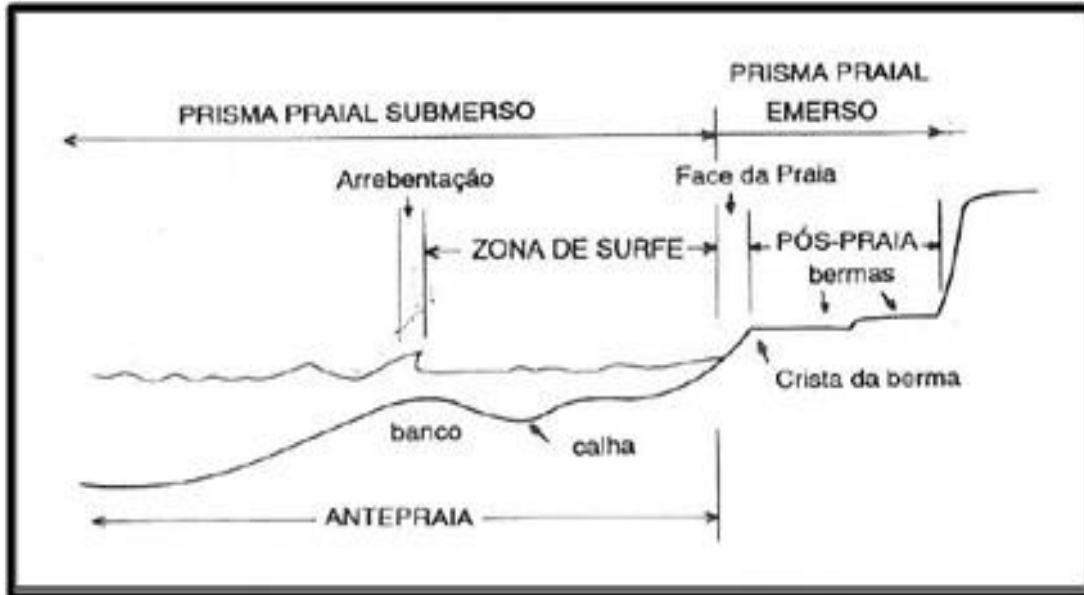 PRISMA PRAIAL
EMERSO
PRISMA PRAIAL SUBMERSO
Arrebentação
Face da Praia
ZONA DE SURFE
PÓS-PRAIA
bermas
Crista da berma
banco
calha
ANTEPRAIA